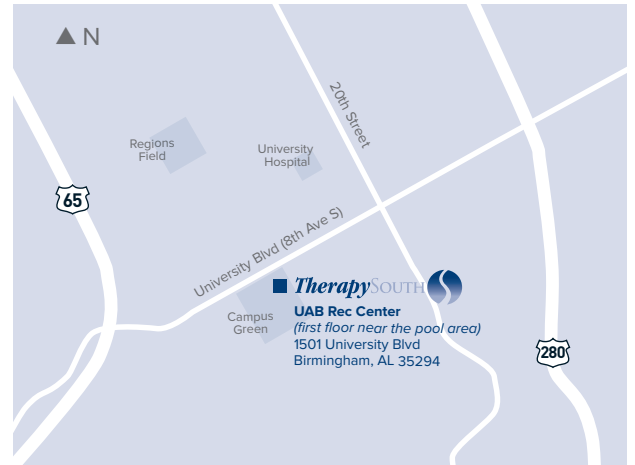 N
20th Street
Regions
Field
University
Hospital
65
University Blvd (8th Ave S)
TherapySouth
UAB Rec Center
(first floor near the pool area)
1501 University Blvd
Birmingham, AL 35294
Campus
Green
280